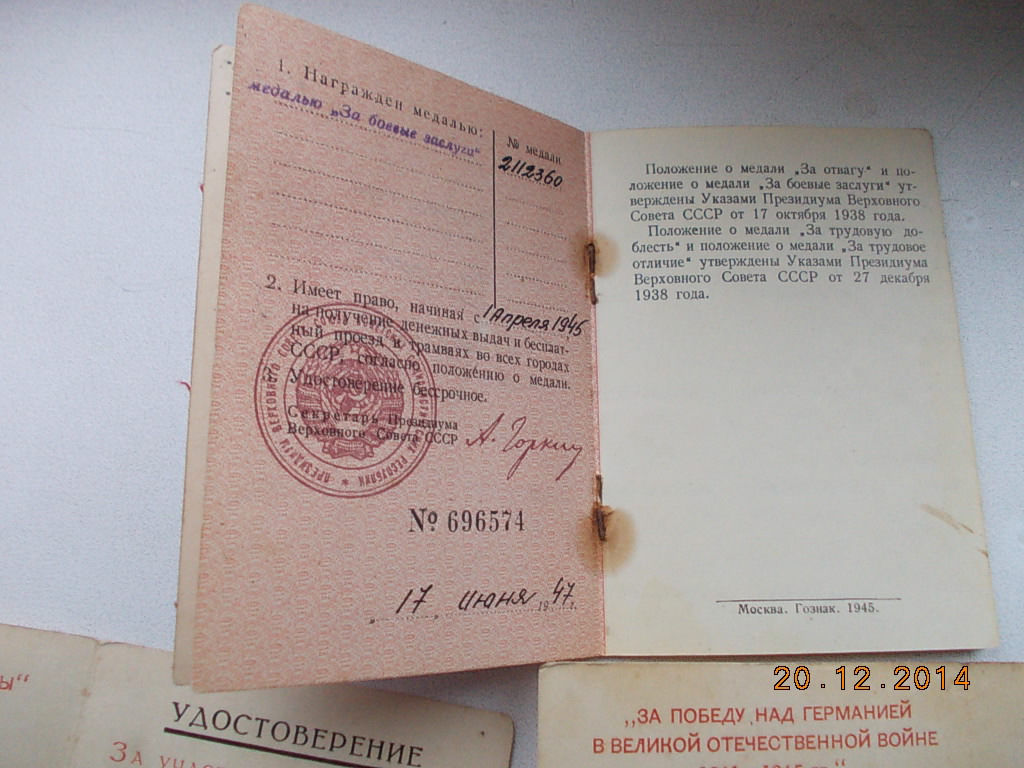 1. Награжден медалью:
медалью „За боевые заслуги"
№ медали
2112360
2. Имеет право, начиная с 1 Апреля 1945
на получение денежных выдач и бесплат-
ный проезд в трамваях во всех городах
СССР, согласно положению о медали.
Удостоверение бессрочное.
Секретарь Президиума
Верховного Совета СССР
А. Горкин
№ 696574
17 июня 1947 г.
Положение о медали „За отвагу" и по-
ложение о медали „За боевые заслуги" ут-
верждены Указами Президиума Верховного
Совета СССР от 17 октября 1938 года.
Положение о медали „За трудовую до-
блесть" и положение о медали „За трудовое
отличие" утверждены Указами Президиума
Верховного Совета СССР от 27 декабря
1938 года.
Москва. Гознак. 1945.
Ы"
УДОСТОВЕРЕНИЕ
ЗА
20.12.2014
„ЗА ПОБЕДУ НАД ГЕРМАНИЕЙ
В ВЕЛИКОЙ ОТЕЧЕСТВЕННОЙ ВОЙНЕ